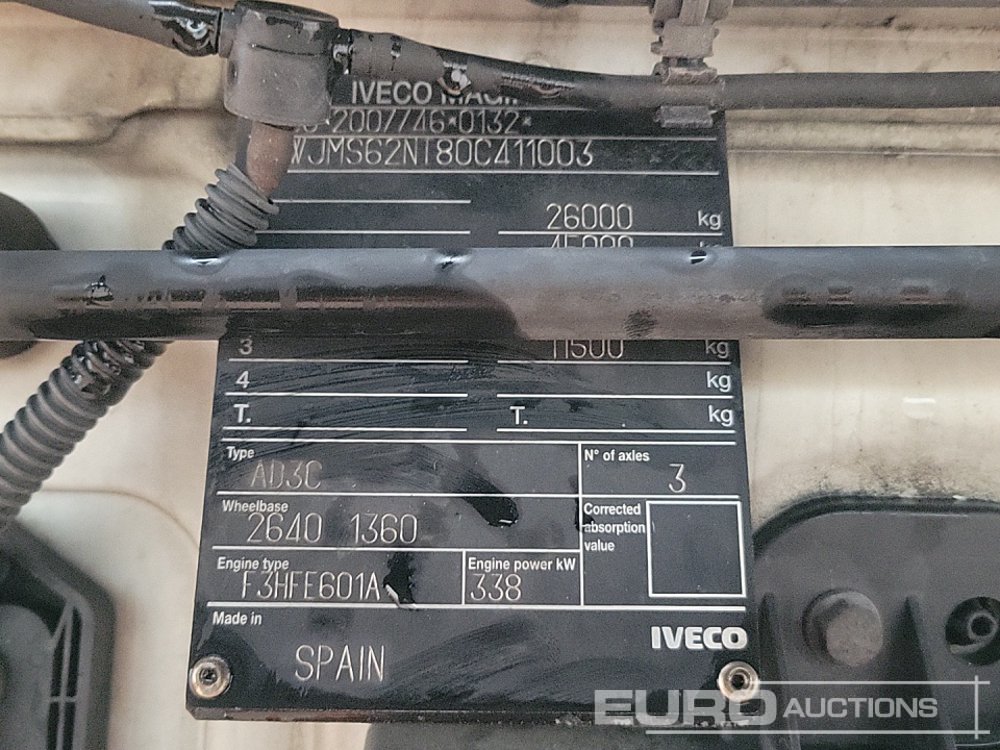 IVECO
2007/46*0132*
WJMS62NT80C411003
26000 kg
3 11500 kg
4 kg
T. T. kg
Type
AD3C
N° of axles
3
Wheelbase
2640 1360
Corrected
absorption
value
Engine type
F3HFE601A
Engine power kW
338
Made in
SPAIN
IVECO
EURO AUCTIONS